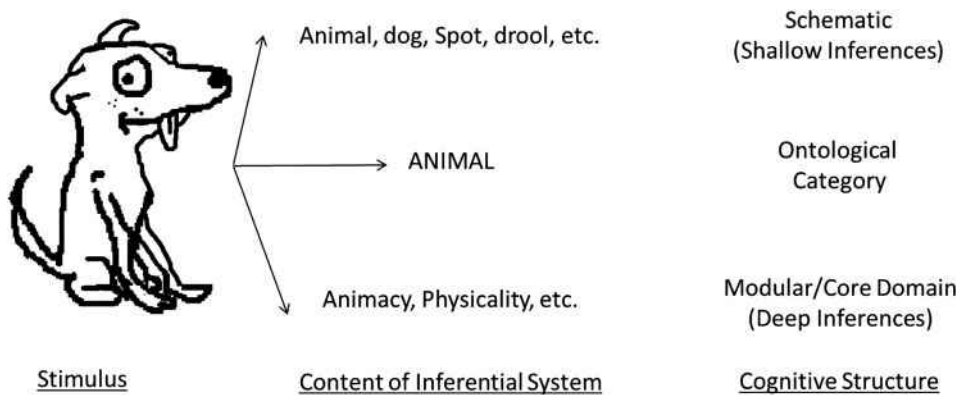 Animal, dog, Spot, drool, etc.
Schematic
(Shallow Inferences)
ANIMAL
Ontological
Category
Animacy, Physicality, etc.
Modular/Core Domain
(Deep Inferences)
Stimulus
Content of Inferential System
Cognitive Structure